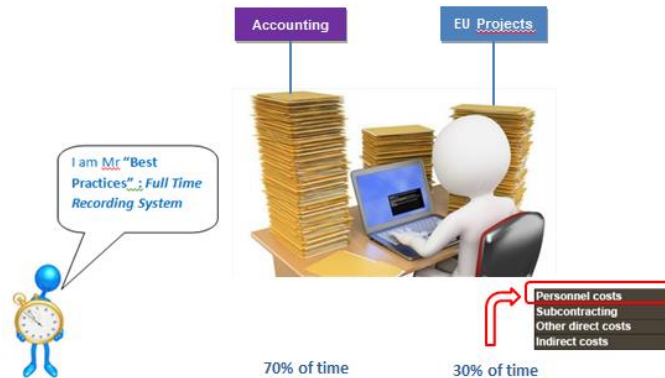 Accounting
EU Projects
I am Mr “Best
Practices” : Full Time
Recording System
Personnel costs
Subcontracting
Other direct costs
Indirect costs
70% of time
30% of time